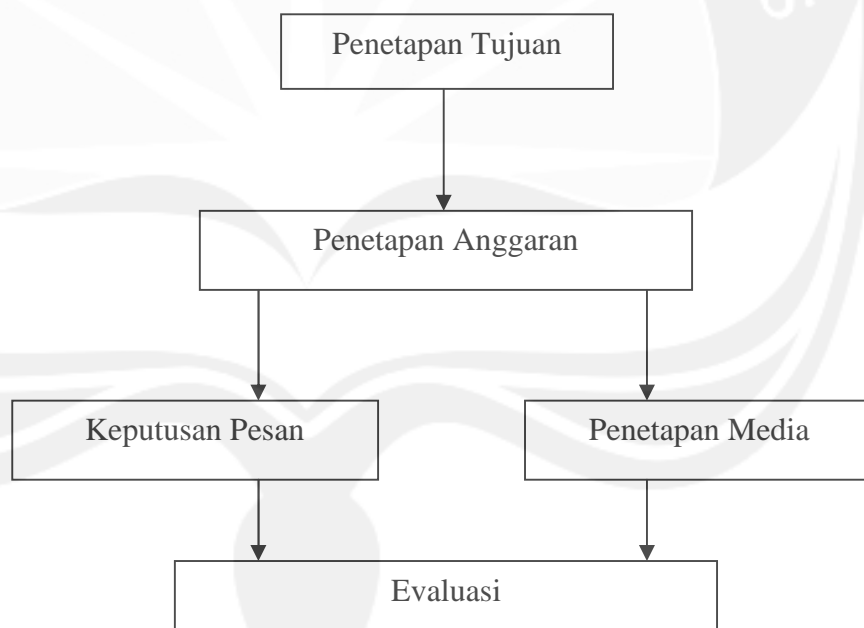 Penetapan Tujuan
Penetapan Anggaran
Keputusan Pesan
Penetapan Media
Evaluasi